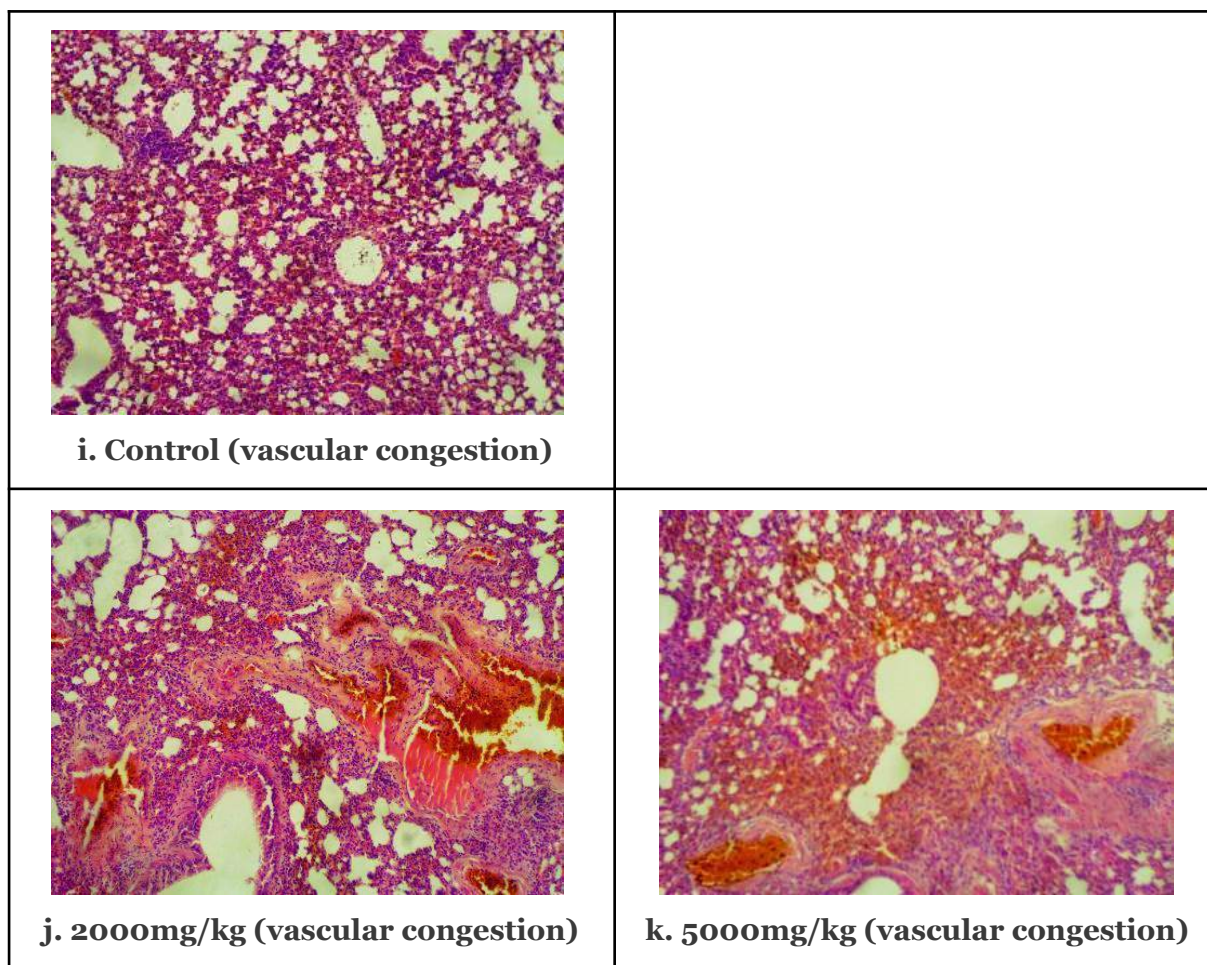 i. Control (vascular congestion)
j. 2000mg/kg (vascular congestion)
k. 5000mg/kg (vascular congestion)